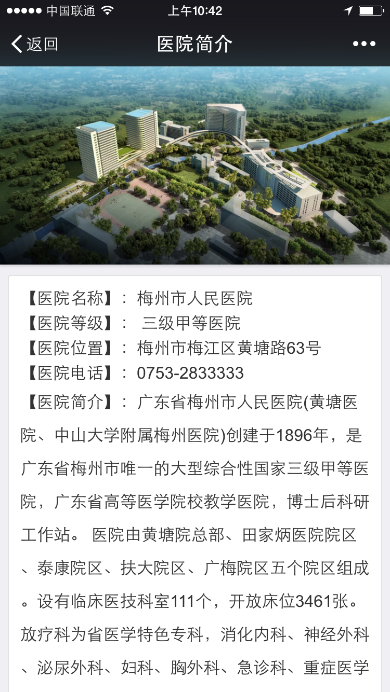 中国联通 上午10:42
返回 医院简介
【医院名称】：梅州市人民医院
【医院等级】： 三级甲等医院
【医院位置】：梅州市梅江区黄塘路63号
【医院电话】：0753-2833333
【医院简介】：广东省梅州市人民医院(黄塘医
院、中山大学附属梅州医院)创建于1896年，是
广东省梅州市唯一的大型综合性国家三级甲等医
院，广东省高等医学院校教学医院，博士后科研
工作站。 医院由黄塘院总部、田家炳医院院区
、泰康院区、扶大院区、广梅院区五个院区组成
。设有临床医技科室111个，开放床位3461张。
放疗科为省医学特色专科，消化内科、神经外科
、泌尿外科、妇科、胸外科、急诊科、重症医学